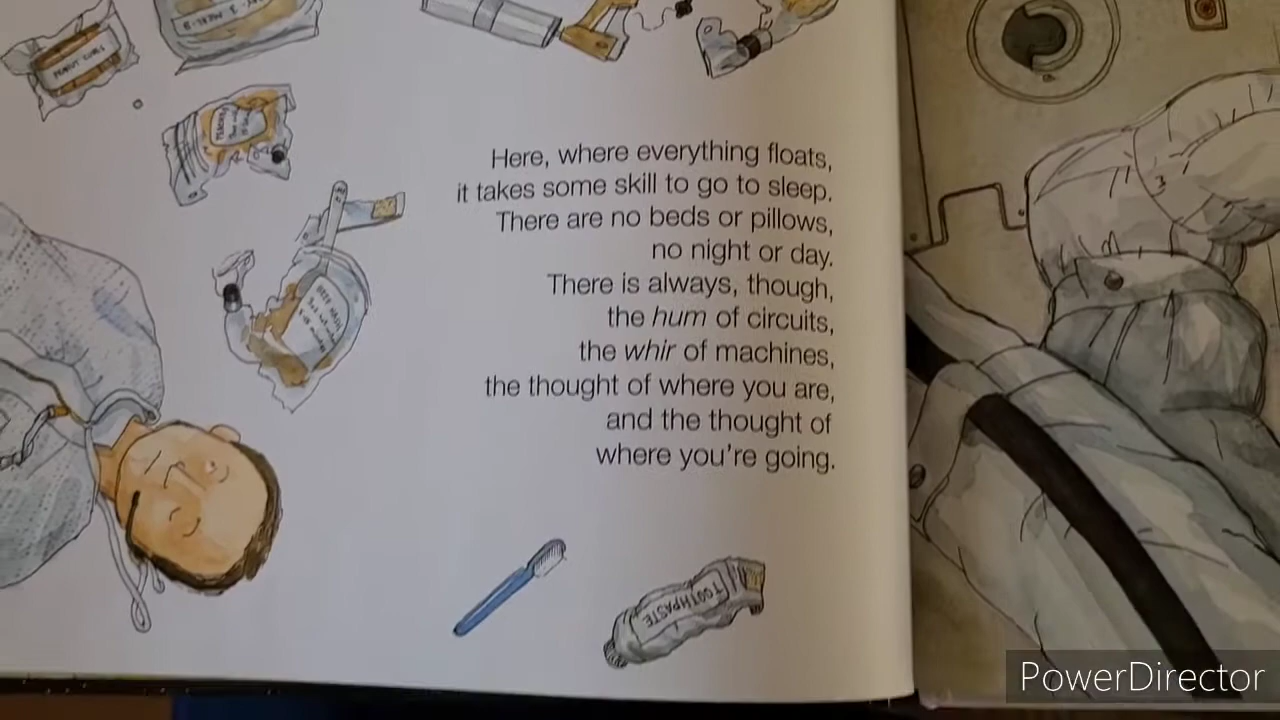 PEANUT CUBES
Here, where everything floats,
it takes some skill to go to sleep.
There are no beds or pillows,
no night or day.
There is always, though,
the hum of circuits,
the whir of machines,
the thought of where you are,
and the thought of
where you're going.
TOOTHPASTE
PowerDirector